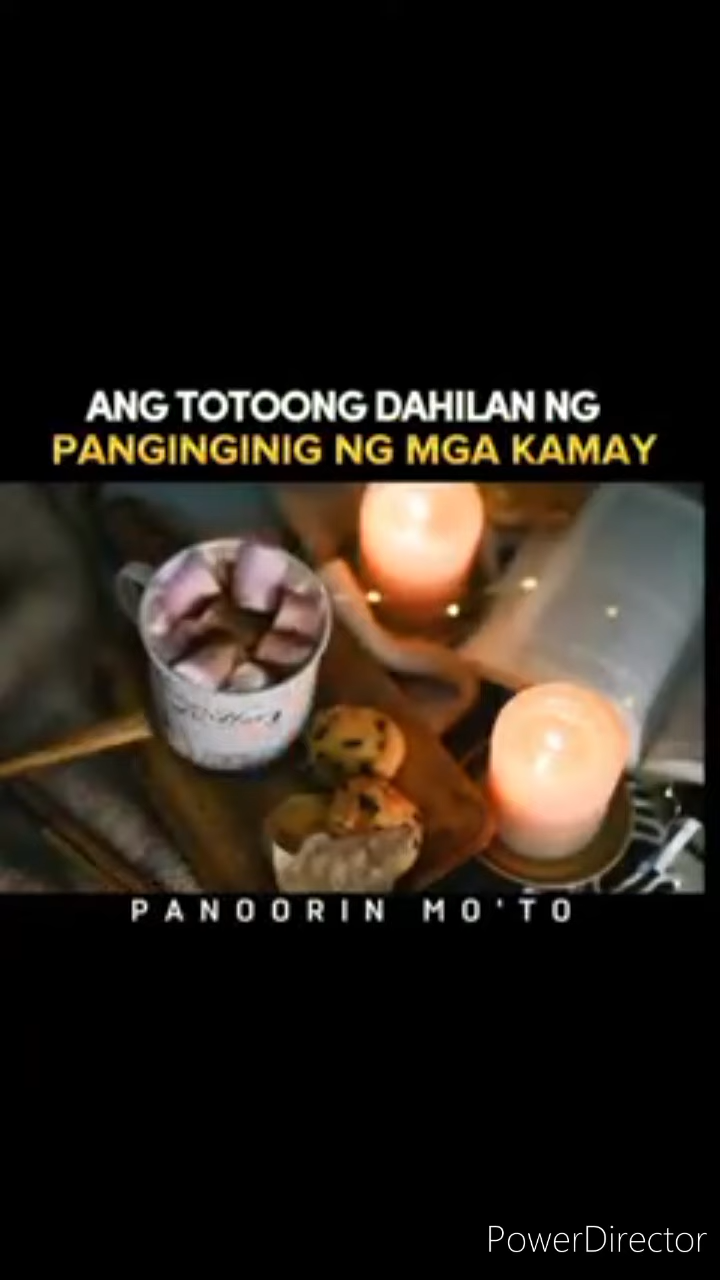 ANG TOTOONG DAHILAN NG
PANGINGINIG NG MGA KAMAY
PANOORIN MO'TO
PowerDirector